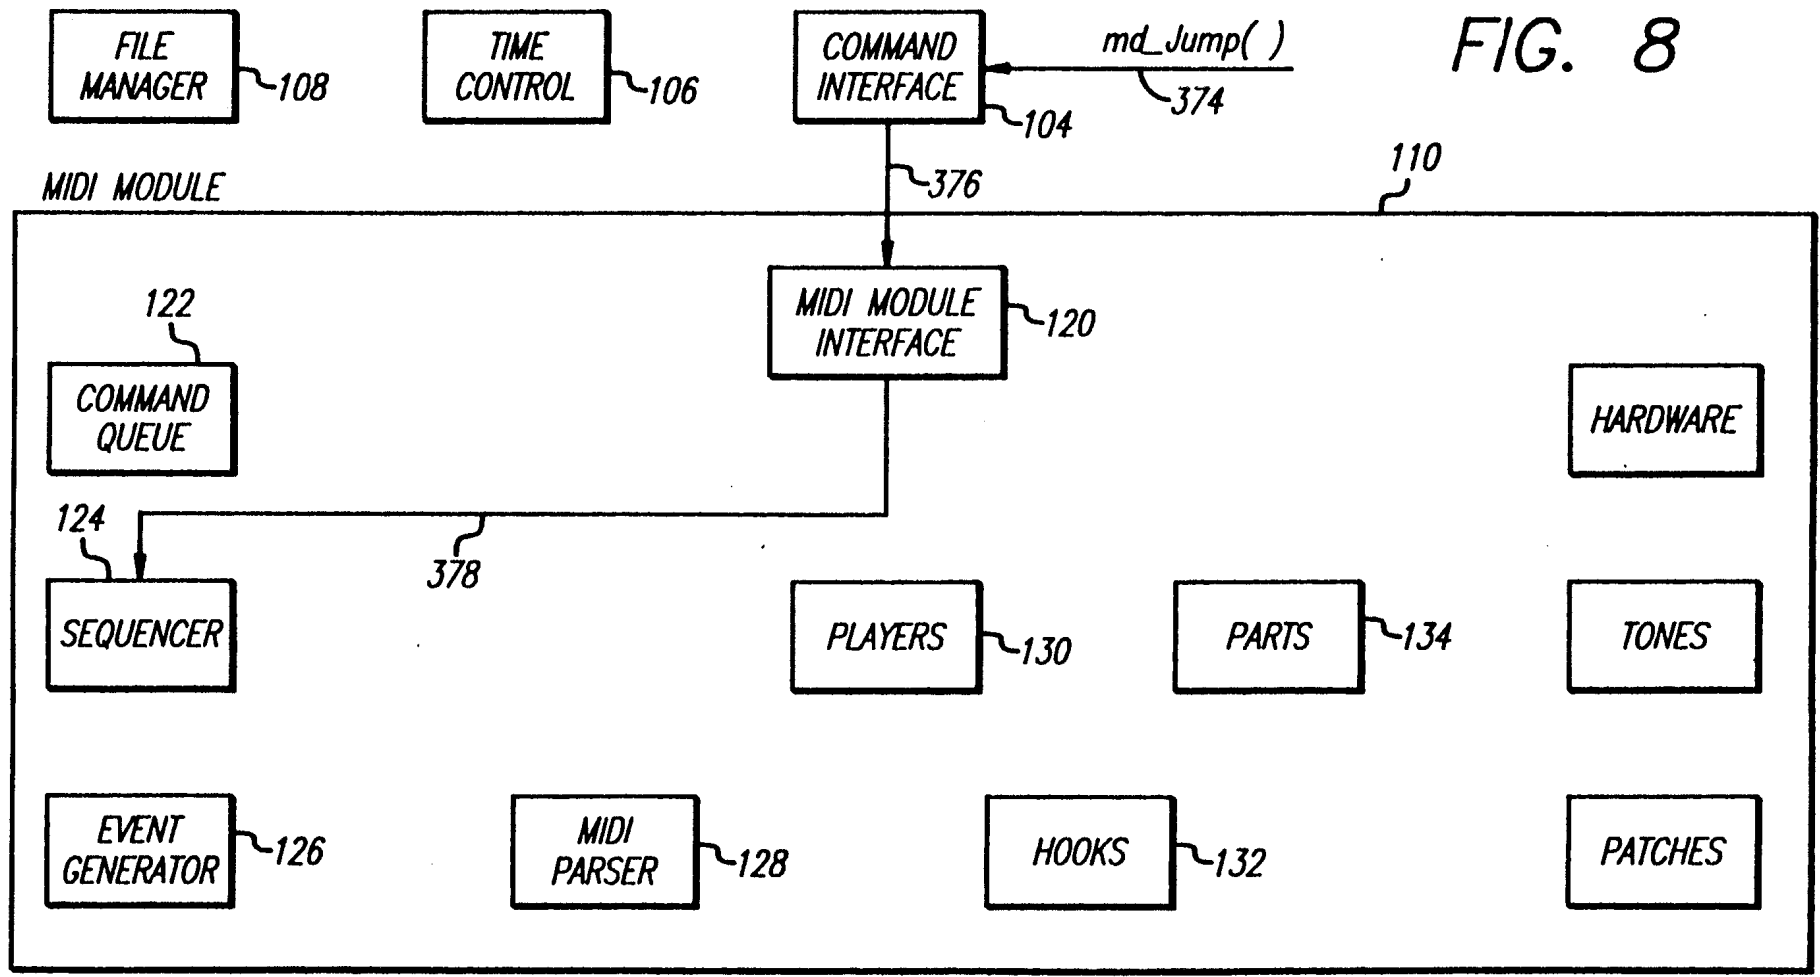 FILE
MANAGER
108
TIME
CONTROL
106
COMMAND
INTERFACE
104
md_Jump( )
374
FIG. 8
376
110
MIDI MODULE
MIDI MODULE
INTERFACE
120
122
COMMAND
QUEUE
HARDWARE
124
378
SEQUENCER
PLAYERS
130
PARTS
134
TONES
EVENT
GENERATOR
126
MIDI
PARSER
128
HOOKS
132
PATCHES